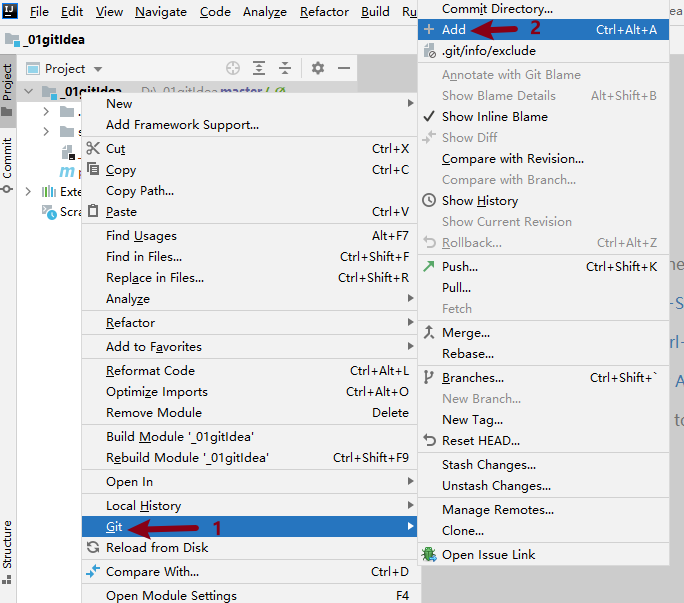 IJ File Edit View Navigate Code Analyze Refactor Build Ru
_01gitIdea
Project
Commit
Structure
Project
_01gitIdea D:\_01gitIdea master / Ø
Exte
Scra
New
Add Framework Support...
Cut Ctrl+X
Copy Ctrl+C
Copy Path...
Paste Ctrl+V
Find Usages Alt+F7
Find in Files... Ctrl+Shift+F
Replace in Files... Ctrl+Shift+R
Analyze
Refactor
Add to Favorites
Reformat Code Ctrl+Alt+L
Optimize Imports Ctrl+Alt+O
Remove Module Delete
Build Module '_01gitIdea'
Rebuild Module '_01gitIdea' Ctrl+Shift+F9
Open In
Local History
Git 1
Reload from Disk
Compare With... Ctrl+D
Open Module Settings F4
Commit Directory...
Add 2 Ctrl+Alt+A
.git/info/exclude
Annotate with Git Blame
Show Blame Details Alt+Shift+B
Show Inline Blame
Show Diff
Compare with Revision...
Compare with Branch...
Show History
Show Current Revision
Rollback... Ctrl+Alt+Z
Push... Ctrl+Shift+K
Pull...
Fetch
Merge...
Rebase...
Branches... Ctrl+Shift+`
New Branch...
New Tag...
Reset HEAD...
Stash Changes...
Unstash Changes...
Manage Remotes...
Clone...
Open Issue Link